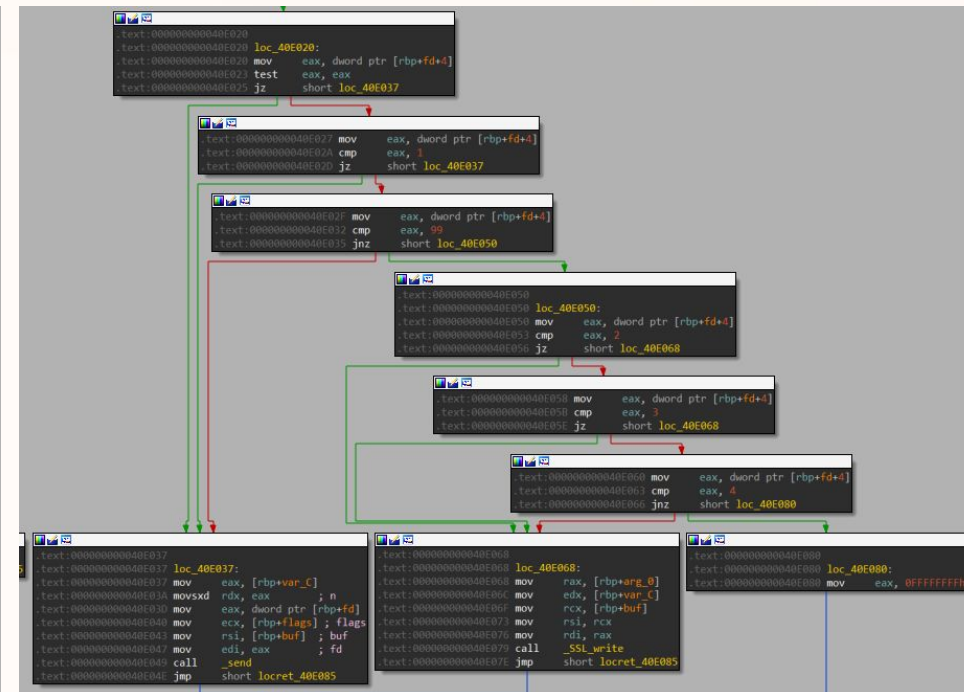 .text:000000000040E020
.text:000000000040E020 loc_40E020:
.text:000000000040E020 mov eax, dword ptr [rbp+fd+4]
.text:000000000040E023 test eax, eax
.text:000000000040E025 jz short loc_40E037
.text:000000000040E027 mov eax, dword ptr [rbp+fd+4]
.text:000000000040E02A cmp eax, 1
.text:000000000040E02D jz short loc_40E037
.text:000000000040E02F mov eax, dword ptr [rbp+fd+4]
.text:000000000040E032 cmp eax, 99
.text:000000000040E035 jnz short loc_40E050
.text:000000000040E050
.text:000000000040E050 loc_40E050:
.text:000000000040E050 mov eax, dword ptr [rbp+fd+4]
.text:000000000040E053 cmp eax, 2
.text:000000000040E056 jz short loc_40E068
.text:000000000040E058 mov eax, dword ptr [rbp+fd+4]
.text:000000000040E05B cmp eax, 3
.text:000000000040E05E jz short loc_40E068
.text:000000000040E060 mov eax, dword ptr [rbp+fd+4]
.text:000000000040E063 cmp eax, 4
.text:000000000040E066 jnz short loc_40E080
.text:000000000040E037
.text:000000000040E037 loc_40E037:
.text:000000000040E037 mov eax, [rbp+var_C]
.text:000000000040E03A movsxd rdx, eax ; n
.text:000000000040E03D mov eax, dword ptr [rbp+fd]
.text:000000000040E040 mov ecx, [rbp+flags] ; flags
.text:000000000040E043 mov rsi, [rbp+buf] ; buf
.text:000000000040E047 mov edi, eax ; fd
.text:000000000040E049 call _send
.text:000000000040E04E jmp short locret_40E085
.text:000000000040E068
.text:000000000040E068 loc_40E068:
.text:000000000040E068 mov rax, [rbp+arg_0]
.text:000000000040E06C mov edx, [rbp+var_C]
.text:000000000040E06F mov rcx, [rbp+buf]
.text:000000000040E073 mov rsi, rcx
.text:000000000040E076 mov rdi, rax
.text:000000000040E079 call _SSL_write
.text:000000000040E07E jmp short locret_40E085
.text:000000000040E080
.text:000000000040E080 loc_40E080:
.text:000000000040E080 mov eax, 0FFFFFFFFh